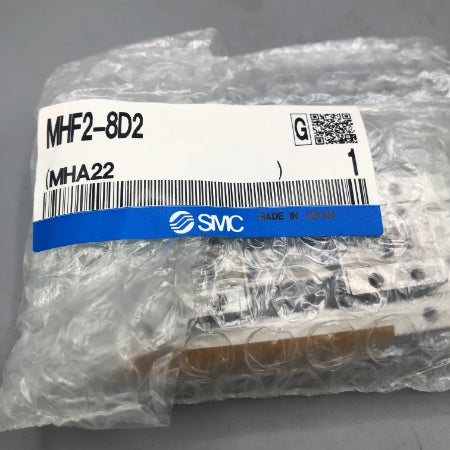 MHF2-8D2
G
(MHA22 )
1
SMC MADE IN JAPAN